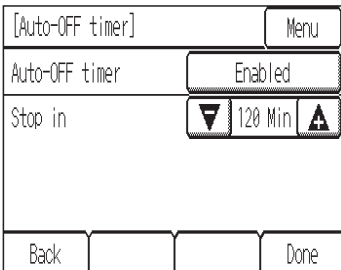 [Auto-OFF timer] Menu
Auto-OFF timer Enabled
Stop in 120 Min
Back Done